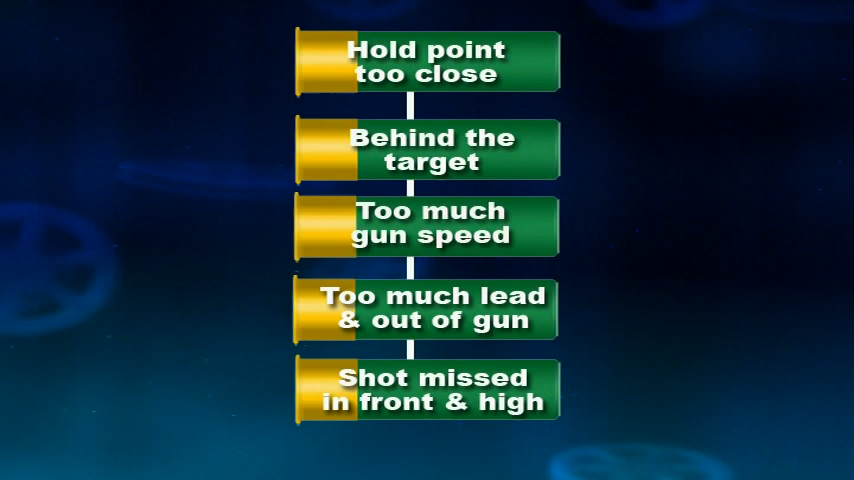 Hold point
too close
Behind the
target
Too much
gun speed
Too much lead
& out of gun
Shot missed
in front & high